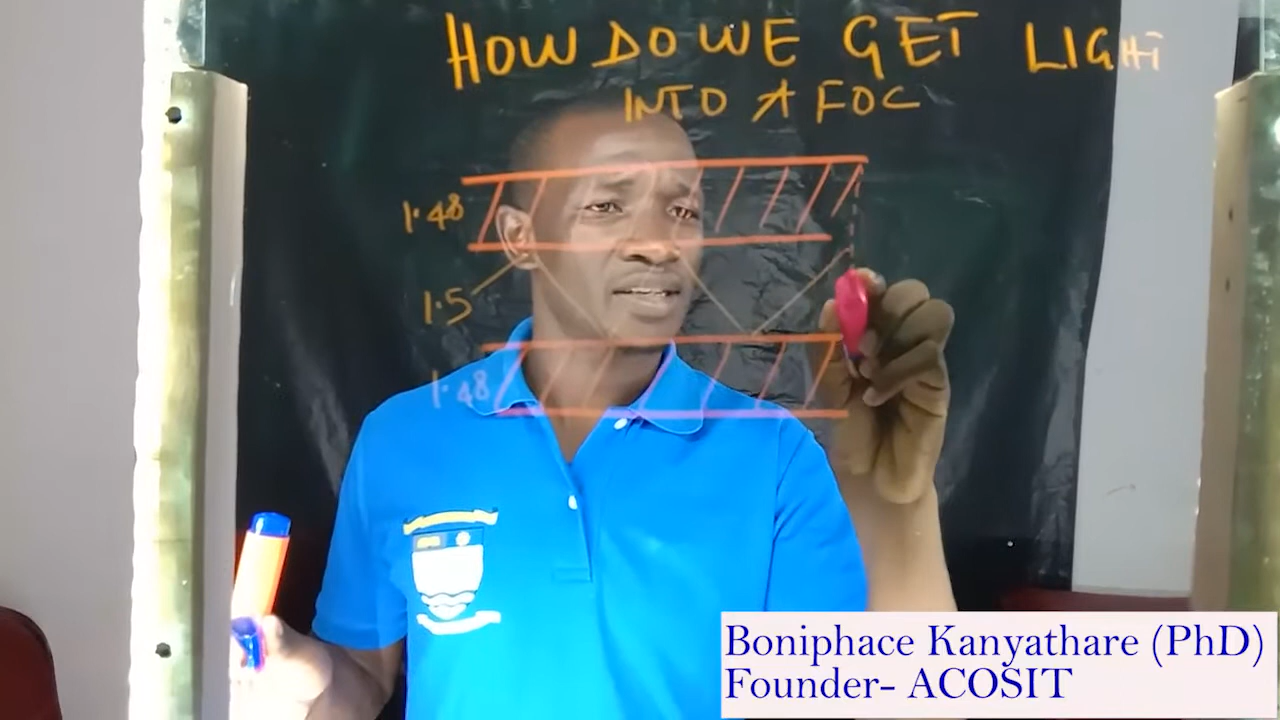 HOW DO WE GET LIGHT
INTO A FOC
1.48
1.5
1.48
Boniphace Kanyathare (PhD)
Founder- ACOSIT